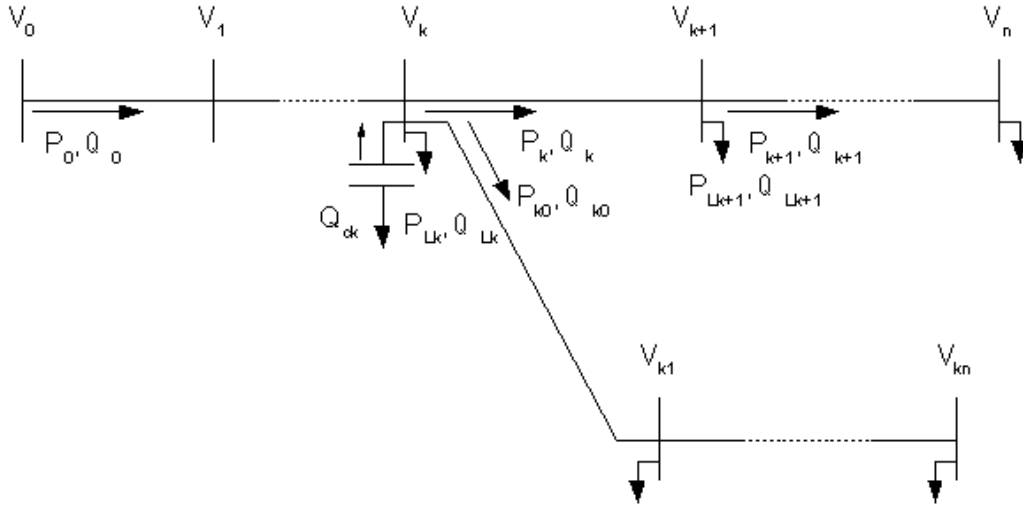 V0 V1 Vk Vk+1 Vn
P0, Q0 Pk, Qk Pk+1, Qk+1
Pk0, Qk0 PLk+1, QLk+1
Qck PLk, QLk
Vk1 Vkn